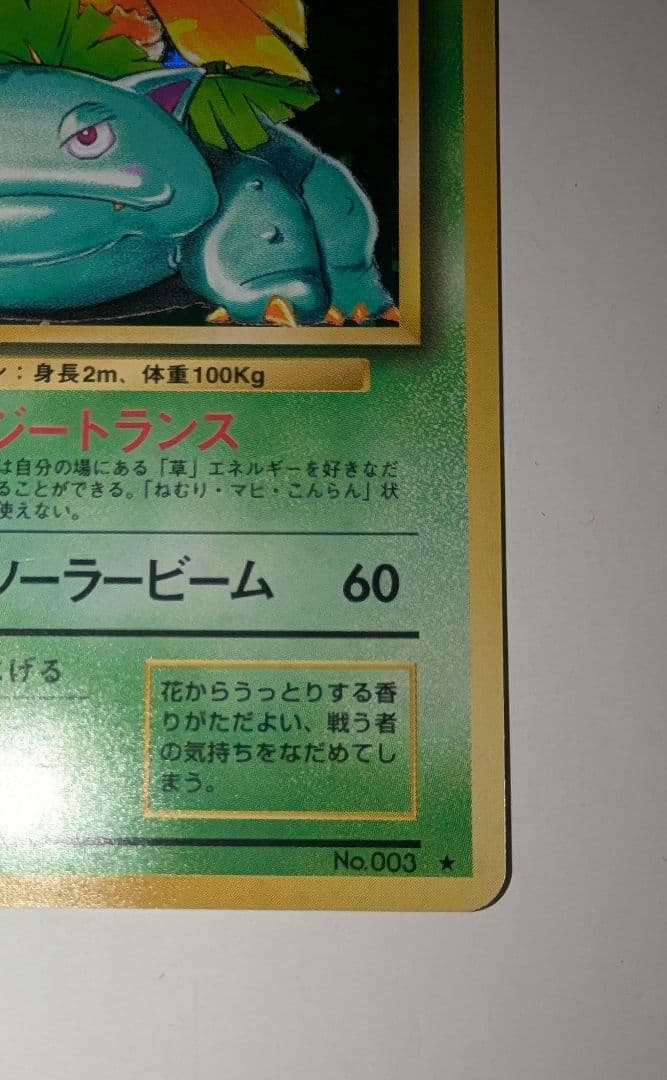 ン：身長2m、体重100Kg
ジートランス
は自分の場にある「草」エネルギーを好きなだ
ることができる。「ねむり・マヒ・こんらん」状
使えない。
ソーラービーム 60
にげる
花からうっとりする香
りがただよい、戦う者
の気持ちをなだめてし
まう。
No.003 ★